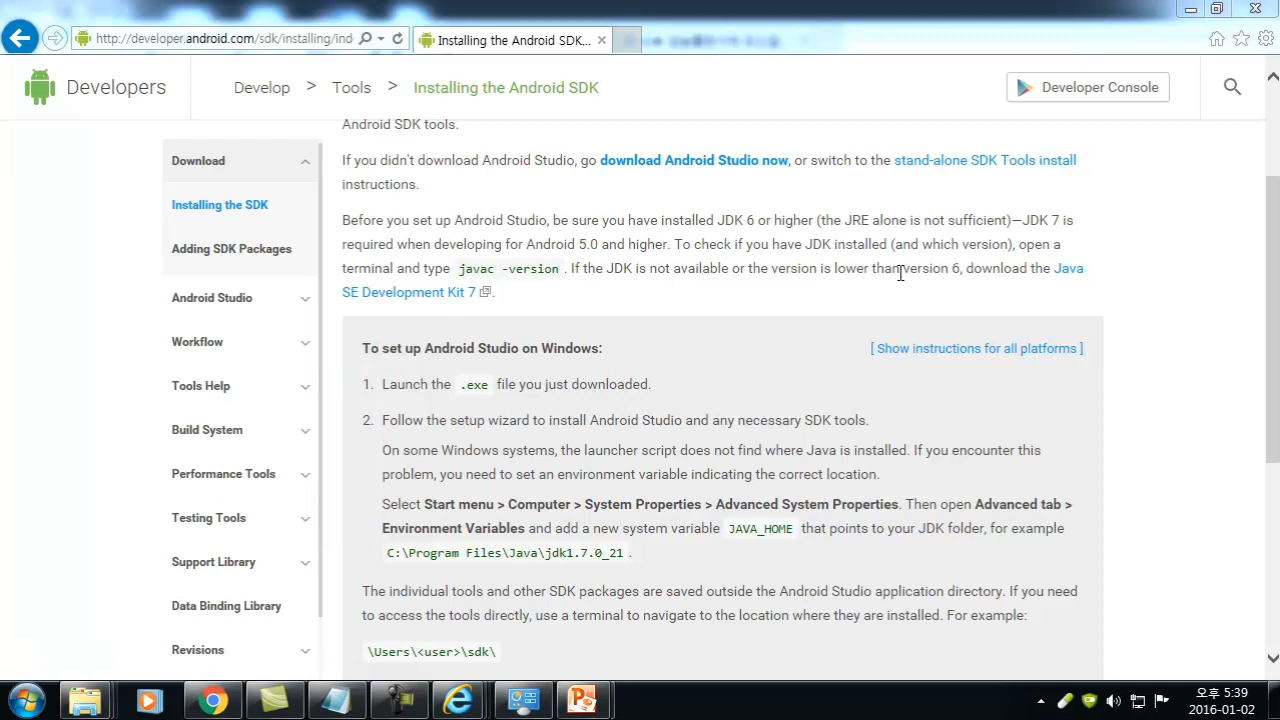 http://developer.android.com/sdk/installing/ind
Installing the Android SDK...
Developers
Develop > Tools > Installing the Android SDK
Developer Console
Android SDK tools.
Download
If you didn't download Android Studio, go download Android Studio now, or switch to the stand-alone SDK Tools install
instructions.
Installing the SDK
Before you set up Android Studio, be sure you have installed JDK 6 or higher (the JRE alone is not sufficient)—JDK 7 is
Adding SDK Packages
required when developing for Android 5.0 and higher. To check if you have JDK installed (and which version), open a
terminal and type javac -version . If the JDK is not available or the version is lower than version 6, download the Java
SE Development Kit 7 .
Android Studio
Workflow
Tools Help
Build System
Performance Tools
Testing Tools
Support Library
Data Binding Library
Revisions
To set up Android Studio on Windows:
[ Show instructions for all platforms ]
1. Launch the .exe file you just downloaded.
2. Follow the setup wizard to install Android Studio and any necessary SDK tools.
On some Windows systems, the launcher script does not find where Java is installed. If you encounter this
problem, you need to set an environment variable indicating the correct location.
Select Start menu > Computer > System Properties > Advanced System Properties. Then open Advanced tab >
Environment Variables and add a new system variable JAVA_HOME that points to your JDK folder, for example
C:\Program Files\Java\jdk1.7.0_21 .
The individual tools and other SDK packages are saved outside the Android Studio application directory. If you need
to access the tools directly, use a terminal to navigate to the location where they are installed. For example:
\Users\<user>\sdk\
오후 5:39
2016-01-02